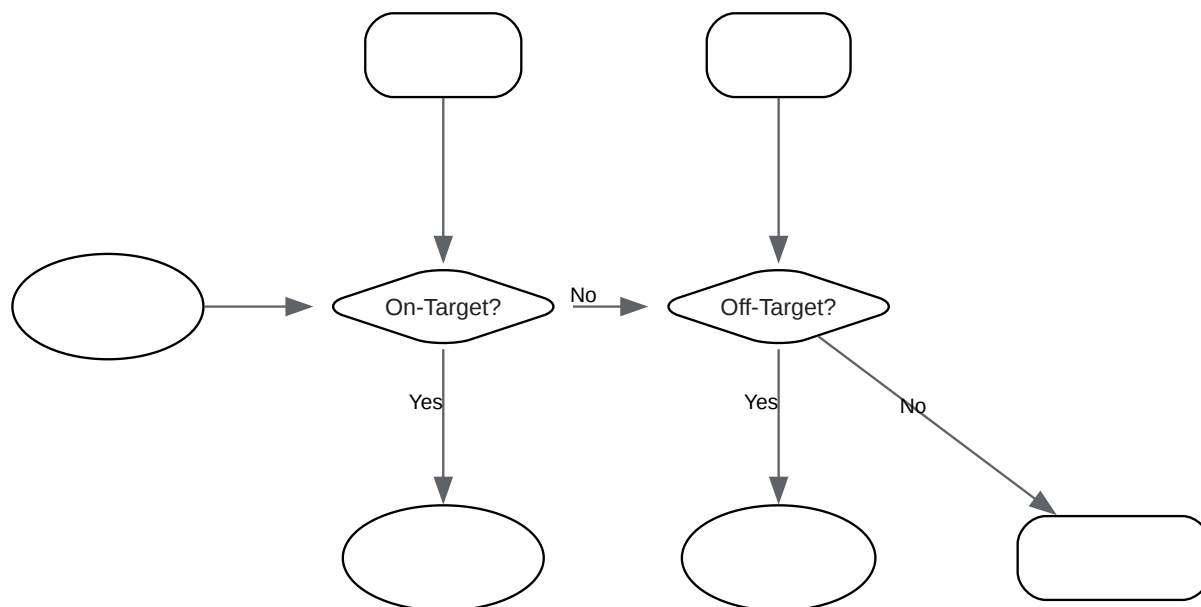 On-Target?
No
Off-Target?
Yes
Yes
No